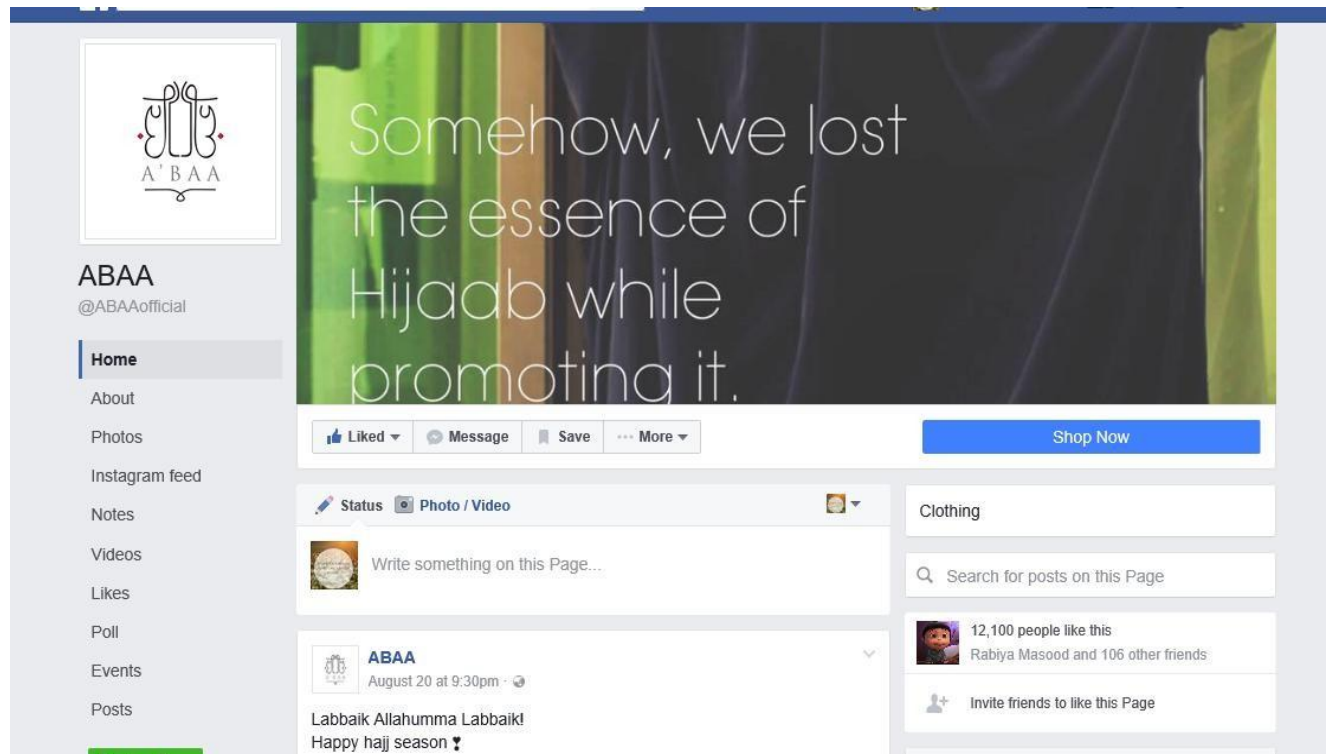 A'BAA
ABAA
@ABAAofficial
Home
About
Photos
Instagram feed
Notes
Videos
Likes
Poll
Events
Posts
Somehow, we lost
the essence of
Hijaab while
promoting it.
Liked
Message
Save
More
Shop Now
Status
Photo / Video
Write something on this Page...
ABAA
August 20 at 9:30pm
Labbaik Allahumma Labbaik!
Happy hajj season ❣
Clothing
Search for posts on this Page
12,100 people like this
Rabiya Masood and 106 other friends
Invite friends to like this Page